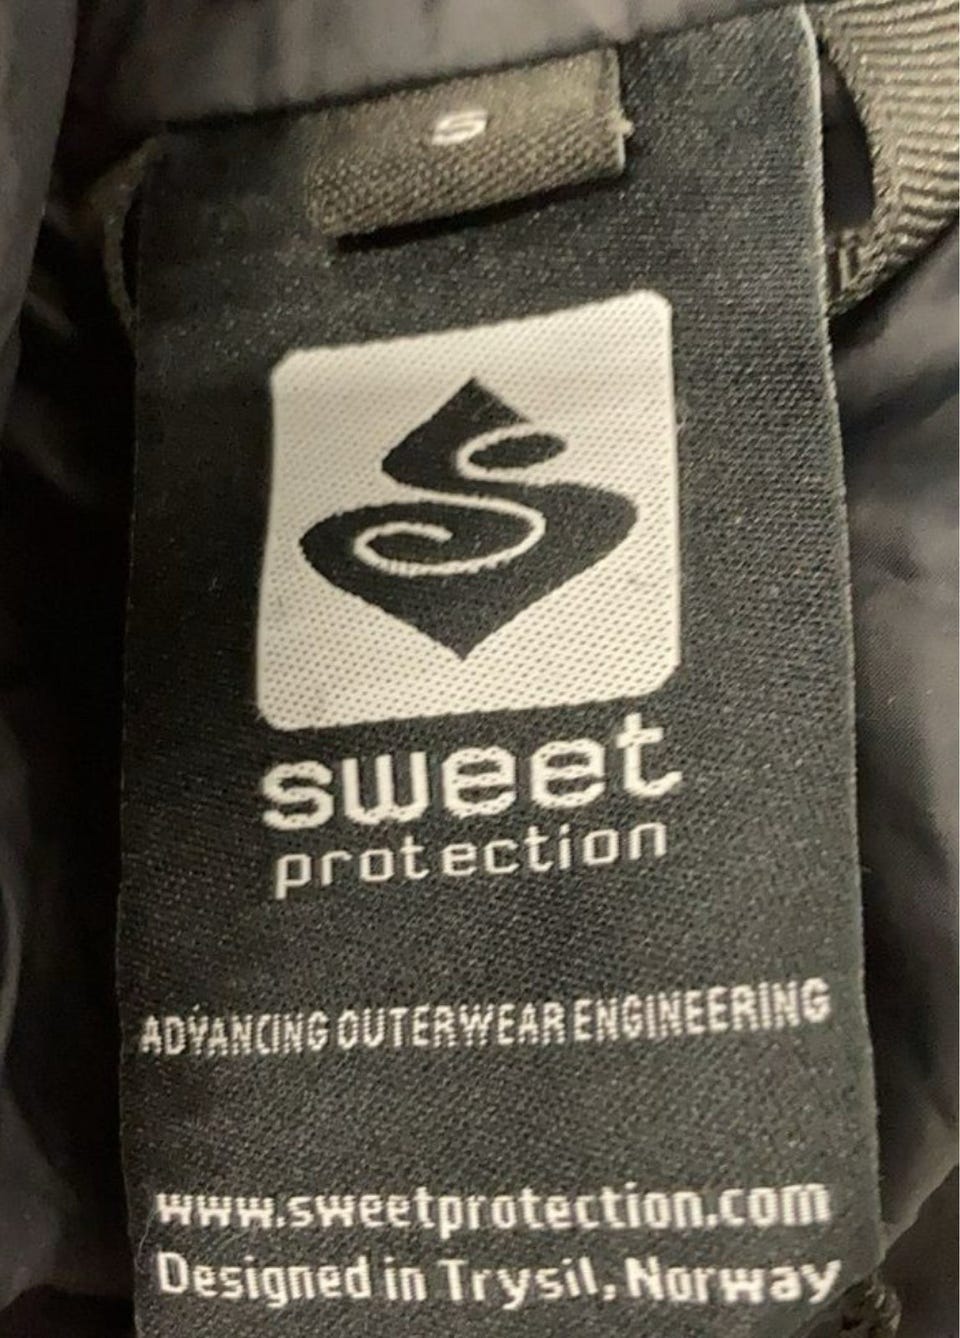 S
sweet
protection
ADVANCING OUTERWEAR ENGINEERING
www.sweetprotection.com
Designed in Trysil, Norway